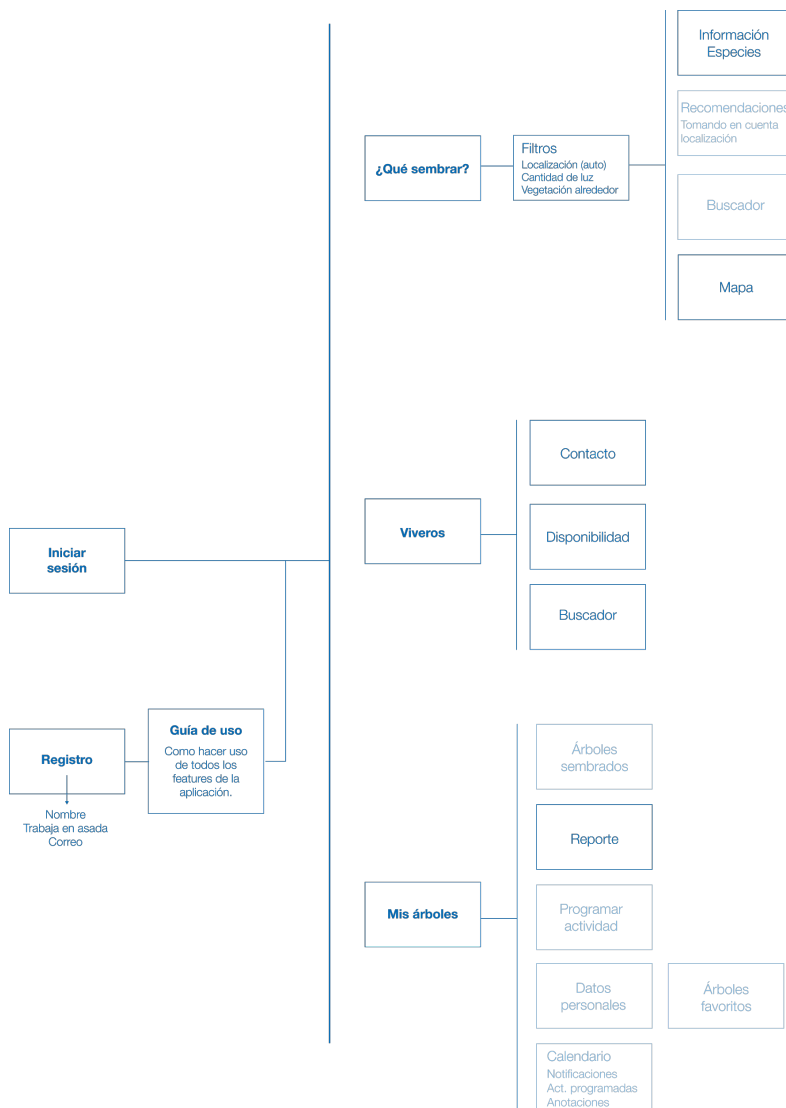 Información
Especies
Recomendaciones
Tomando en cuenta
localización
Buscador
Mapa
¿Qué sembrar?
Filtros
Localización (auto)
Cantidad de luz
Vegetación alrededor
Contacto
Viveros
Disponibilidad
Buscador
Iniciar
sesión
Registro
Nombre
Trabaja en asada
Correo
Guía de uso
Como hacer uso
de todos los
features de la
aplicación.
Mis árboles
Árboles
sembrados
Reporte
Programar
actividad
Datos
personales
Árboles
favoritos
Calendario
Notificaciones
Act. programadas
Anotaciones